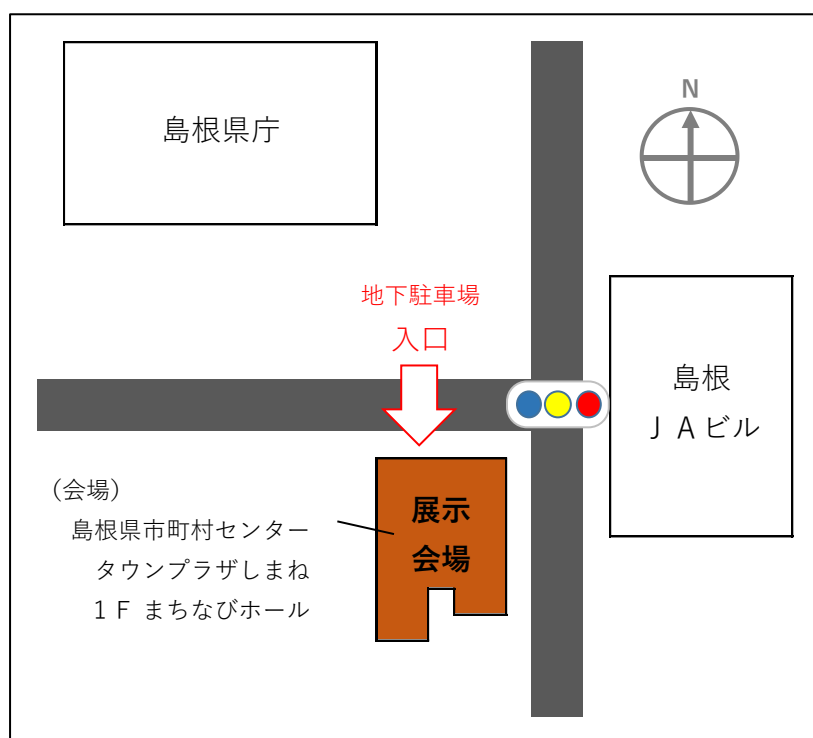 島根県庁
N
地下駐車場
入口
島根
ＪＡビル
展示
会場
（会場）
島根県市町村センター
タウンプラザしまね
１Ｆ まちなびホール